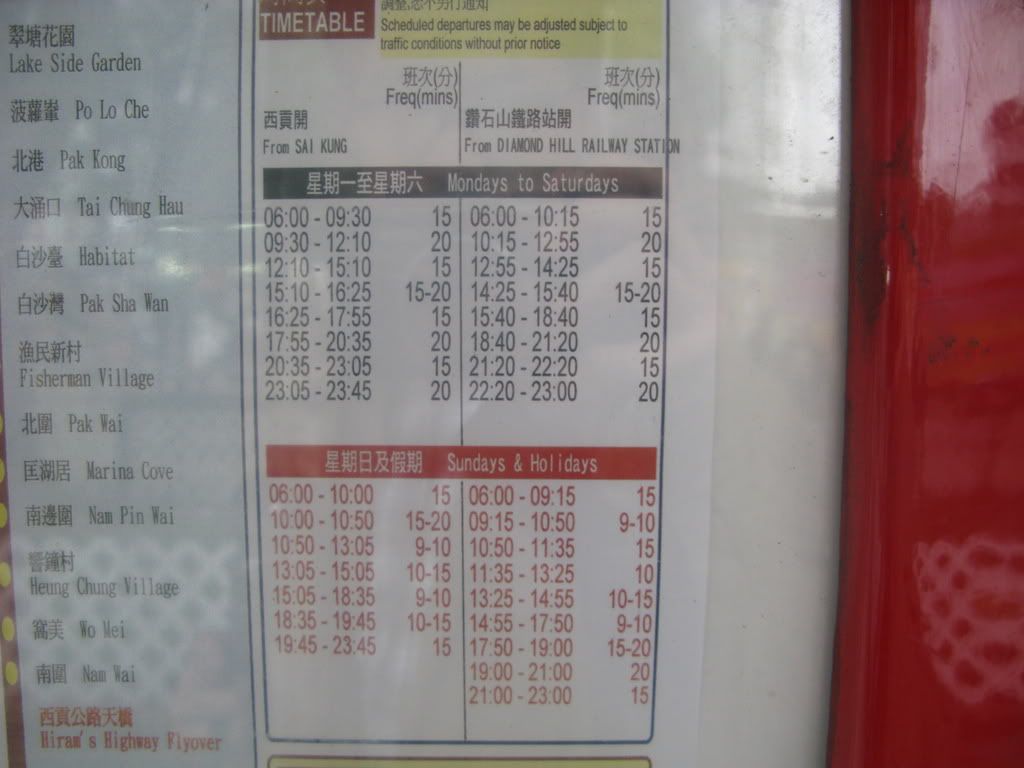 翠塘花園
Lake Side Garden
菠蘿輋 Po Lo Che
北港 Pak Kong
大涌口 Tai Chung Hau
白沙臺 Habitat
白沙灣 Pak Sha Wan
漁民新村
Fisherman Village
北圍 Pak Wai
匡湖居 Marina Cove
南邊圍 Nam Pin Wai
響鐘村
Heung Chung Village
窩美 Wo Mei
南圍 Nam Wai
西貢公路天橋
Hiram's Highway Flyover
TIMETABLE
調整,恕不另行通知
Scheduled departures may be adjusted subject to
traffic conditions without prior notice
班次(分) 班次(分)
Freq(mins) Freq(mins)
西貢開 鑽石山鐵路站開
From SAI KUNG From DIAMOND HILL RAILWAY STATION
星期一至星期六 Mondays to Saturdays
06:00 - 09:30 15 06:00 - 10:15 15
09:30 - 12:10 20 10:15 - 12:55 20
12:10 - 15:10 15 12:55 - 14:25 15
15:10 - 16:25 15-20 14:25 - 15:40 15-20
16:25 - 17:55 15 15:40 - 18:40 15
17:55 - 20:35 20 18:40 - 21:20 20
20:35 - 23:05 15 21:20 - 22:20 15
23:05 - 23:45 20 22:20 - 23:00 20
星期日及假期 Sundays & Holidays
06:00 - 10:00 15 06:00 - 09:15 15
10:00 - 10:50 15-20 09:15 - 10:50 9-10
10:50 - 13:05 9-10 10:50 - 11:35 15
13:05 - 15:05 10-15 11:35 - 13:25 10
15:05 - 18:35 9-10 13:25 - 14:55 10-15
18:35 - 19:45 10-15 14:55 - 17:50 9-10
19:45 - 23:45 15 17:50 - 19:00 15-20
19:00 - 21:00 20
21:00 - 23:00 15